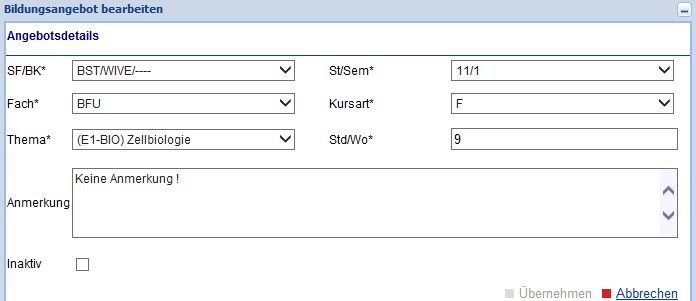 Bildungsangebot bearbeiten
Angebotsdetails
SF/BK* BST/WIVE/---- St/Sem* 11/1
Fach* BFU Kursart* F
Thema* (E1-BIO) Zellbiologie Std/Wo* 9
Keine Anmerkung !
Anmerkung
Inaktiv
Übernehmen Abbrechen